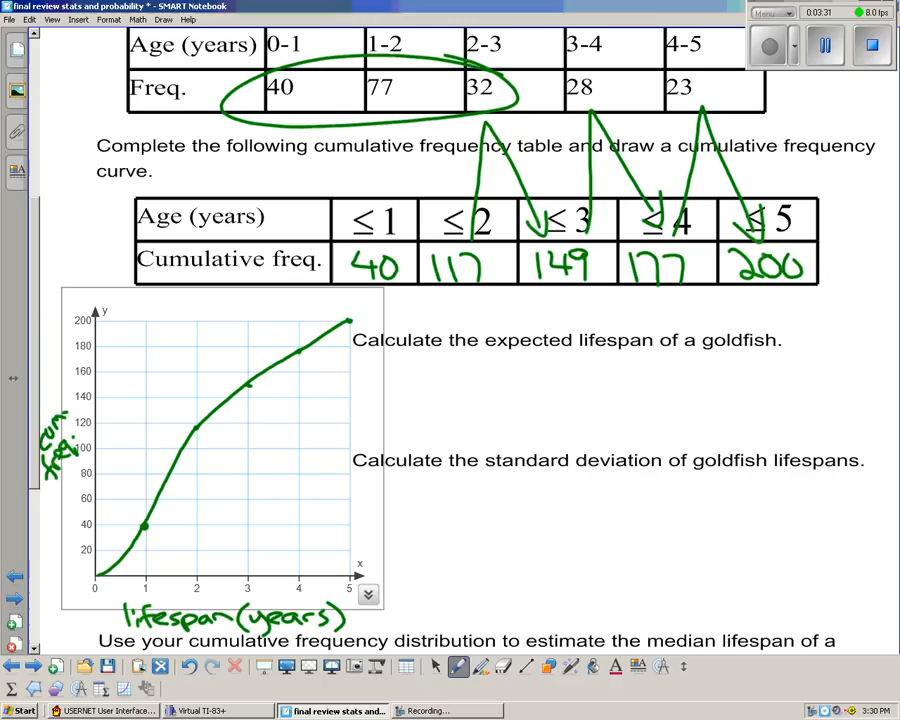 final review stats and probability * - SMART Notebook
File Edit View Insert Format Math Draw Help
Menu 0:03:31 8.0 fps
Age (years) 0-1 1-2 2-3 3-4 4-5
Freq. 40 77 32 28 23
Complete the following cumulative frequency table and draw a cumulative frequency
curve.
Age (years) ≤ 1 ≤ 2 ≤ 3 ≤ 4 ≤ 5
Cumulative freq. 40 117 149 177 200
y
200
180
160
140
120
100
80
60
40
20
0 1 2 3 4 5
x
lifespan (years)
Calculate the expected lifespan of a goldfish.
Calculate the standard deviation of goldfish lifespans.
Use your cumulative frequency distribution to estimate the median lifespan of a
Start USERNET User Interface... Virtual TI-83+ final review stats and... Recording... 3:30 PM